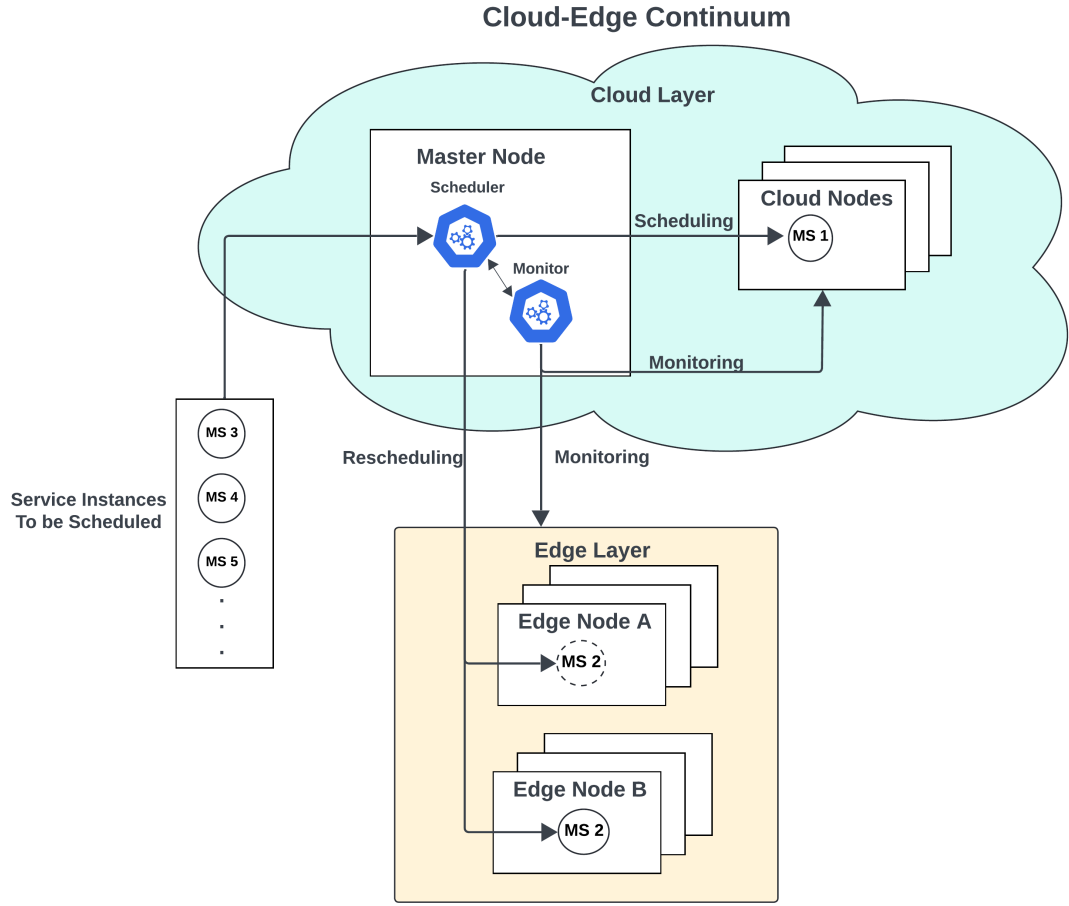 Cloud-Edge Continuum
Cloud Layer
Master Node
Scheduler
Monitor
Scheduling
Cloud Nodes
MS 1
Monitoring
MS 3
MS 4
MS 5
.
.
.
Service Instances
To be Scheduled
Rescheduling
Monitoring
Edge Layer
Edge Node A
MS 2
Edge Node B
MS 2